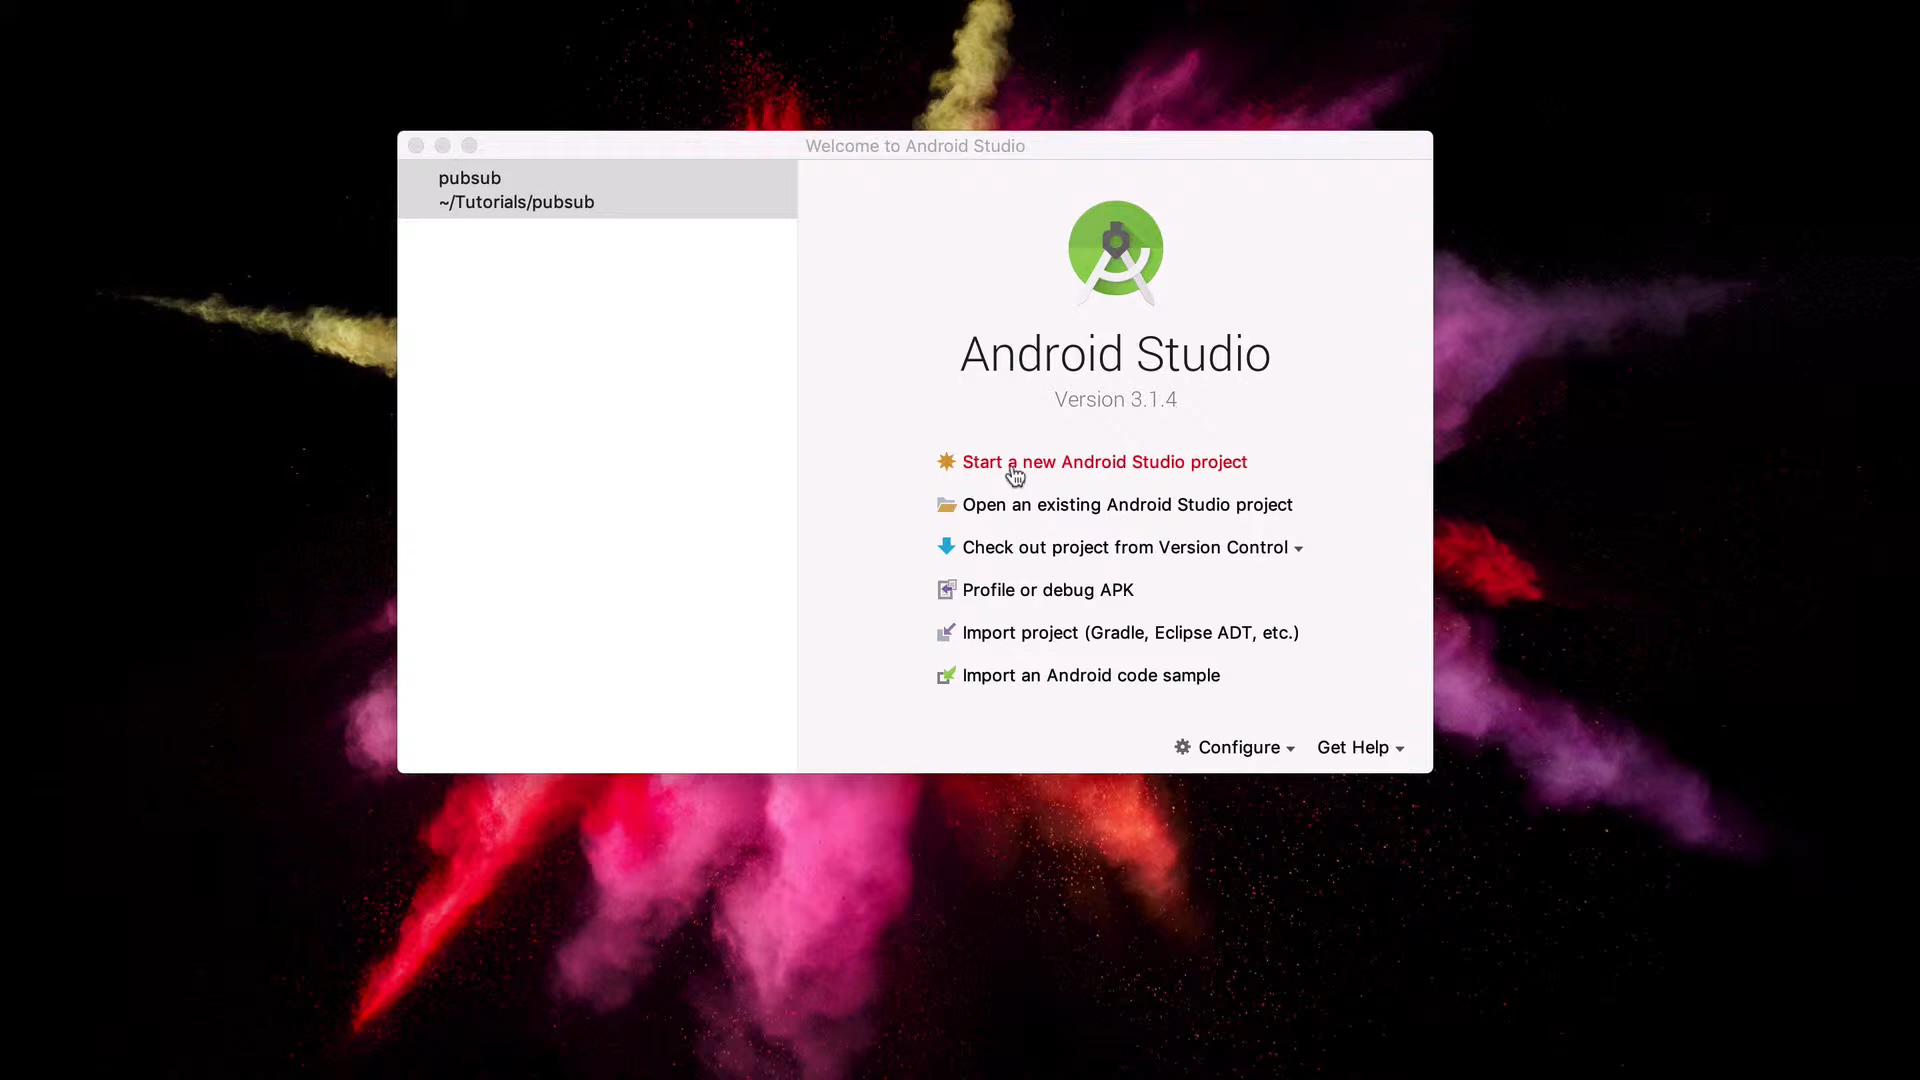 Welcome to Android Studio
pubsub
~/Tutorials/pubsub
Android Studio
Version 3.1.4
Start a new Android Studio project
Open an existing Android Studio project
Check out project from Version Control
Profile or debug APK
Import project (Gradle, Eclipse ADT, etc.)
Import an Android code sample
Configure
Get Help